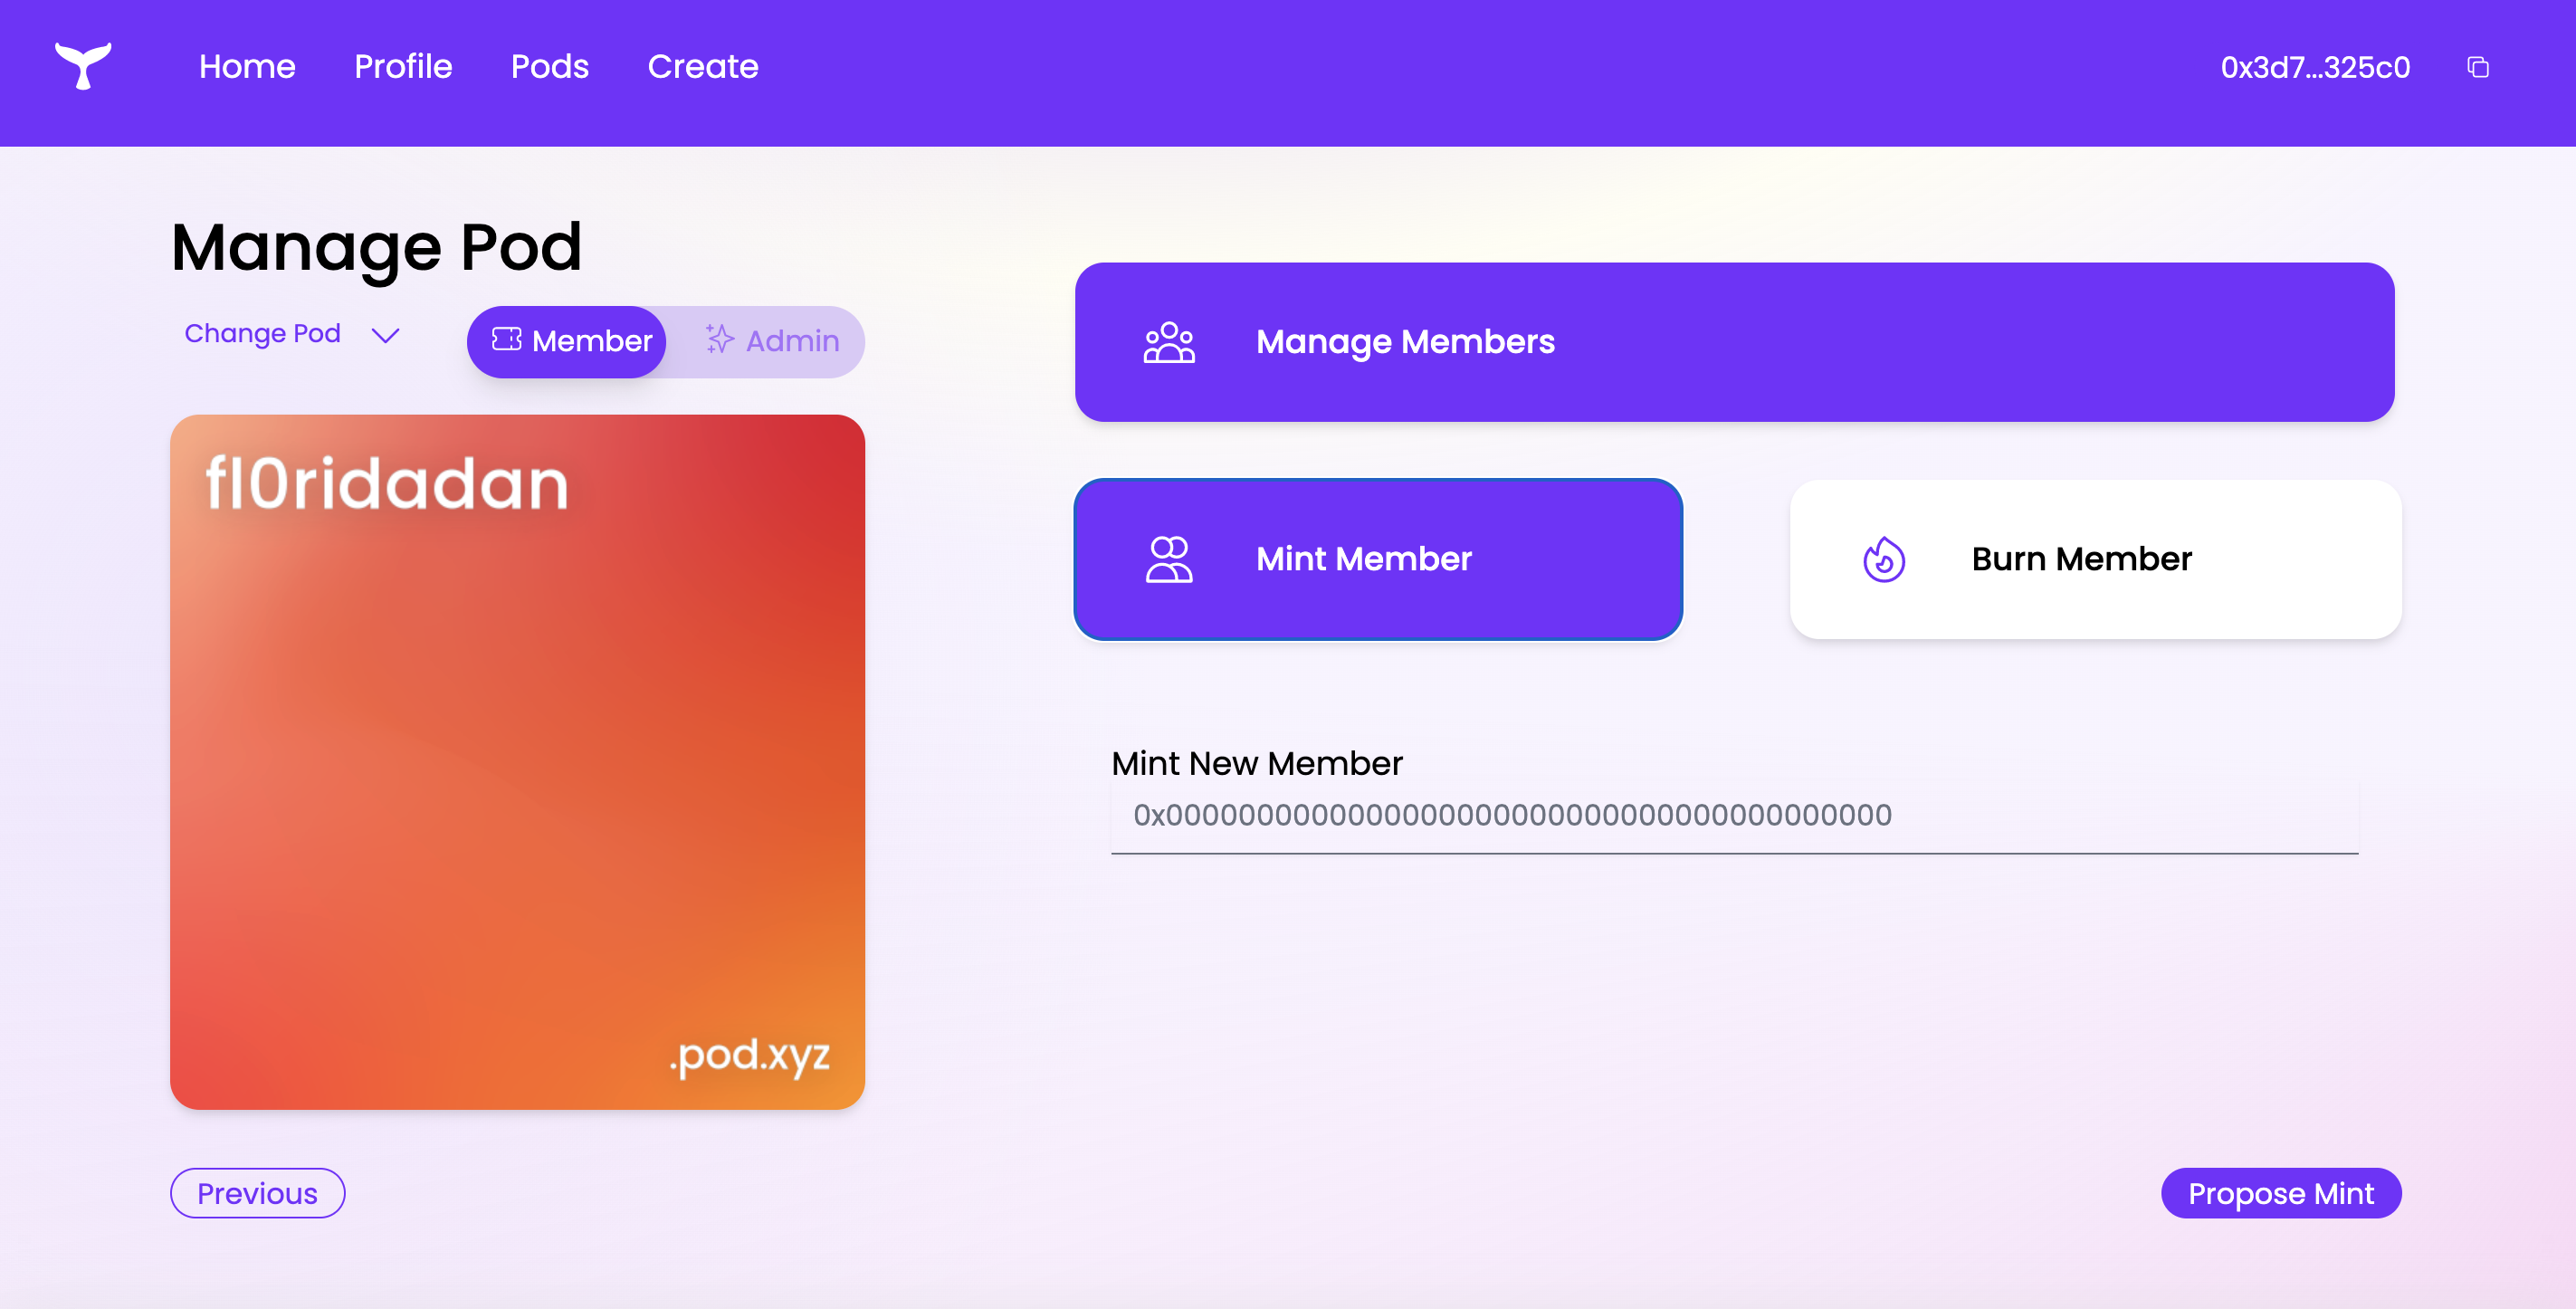 Home
Profile
Pods
Create
0x3d7...325c0
Manage Pod
Change Pod
Member
Admin
fl0ridadan
.pod.xyz
Manage Members
Mint Member
Burn Member
Mint New Member
0x0000000000000000000000000000000000000000
Previous
Propose Mint